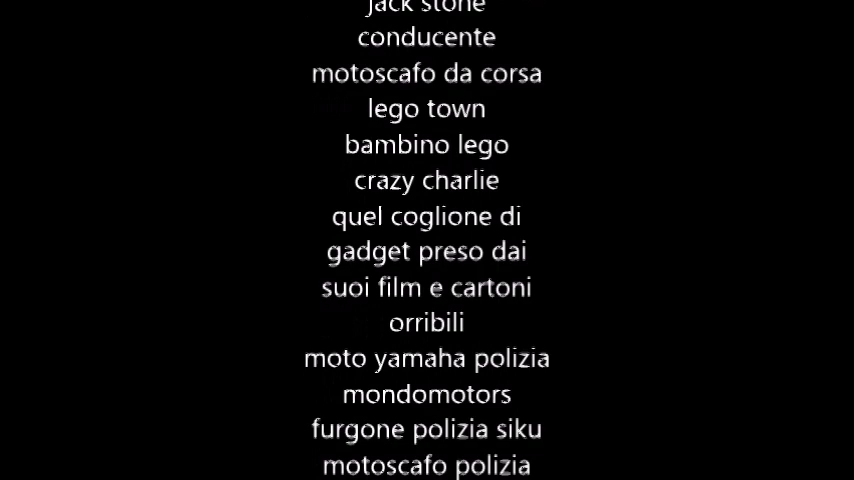 jack stone
conducente
motoscafo da corsa
lego town
bambino lego
crazy charlie
quel coglione di
gadget preso dai
suoi film e cartoni
orribili
moto yamaha polizia
mondomotors
furgone polizia siku
motoscafo polizia